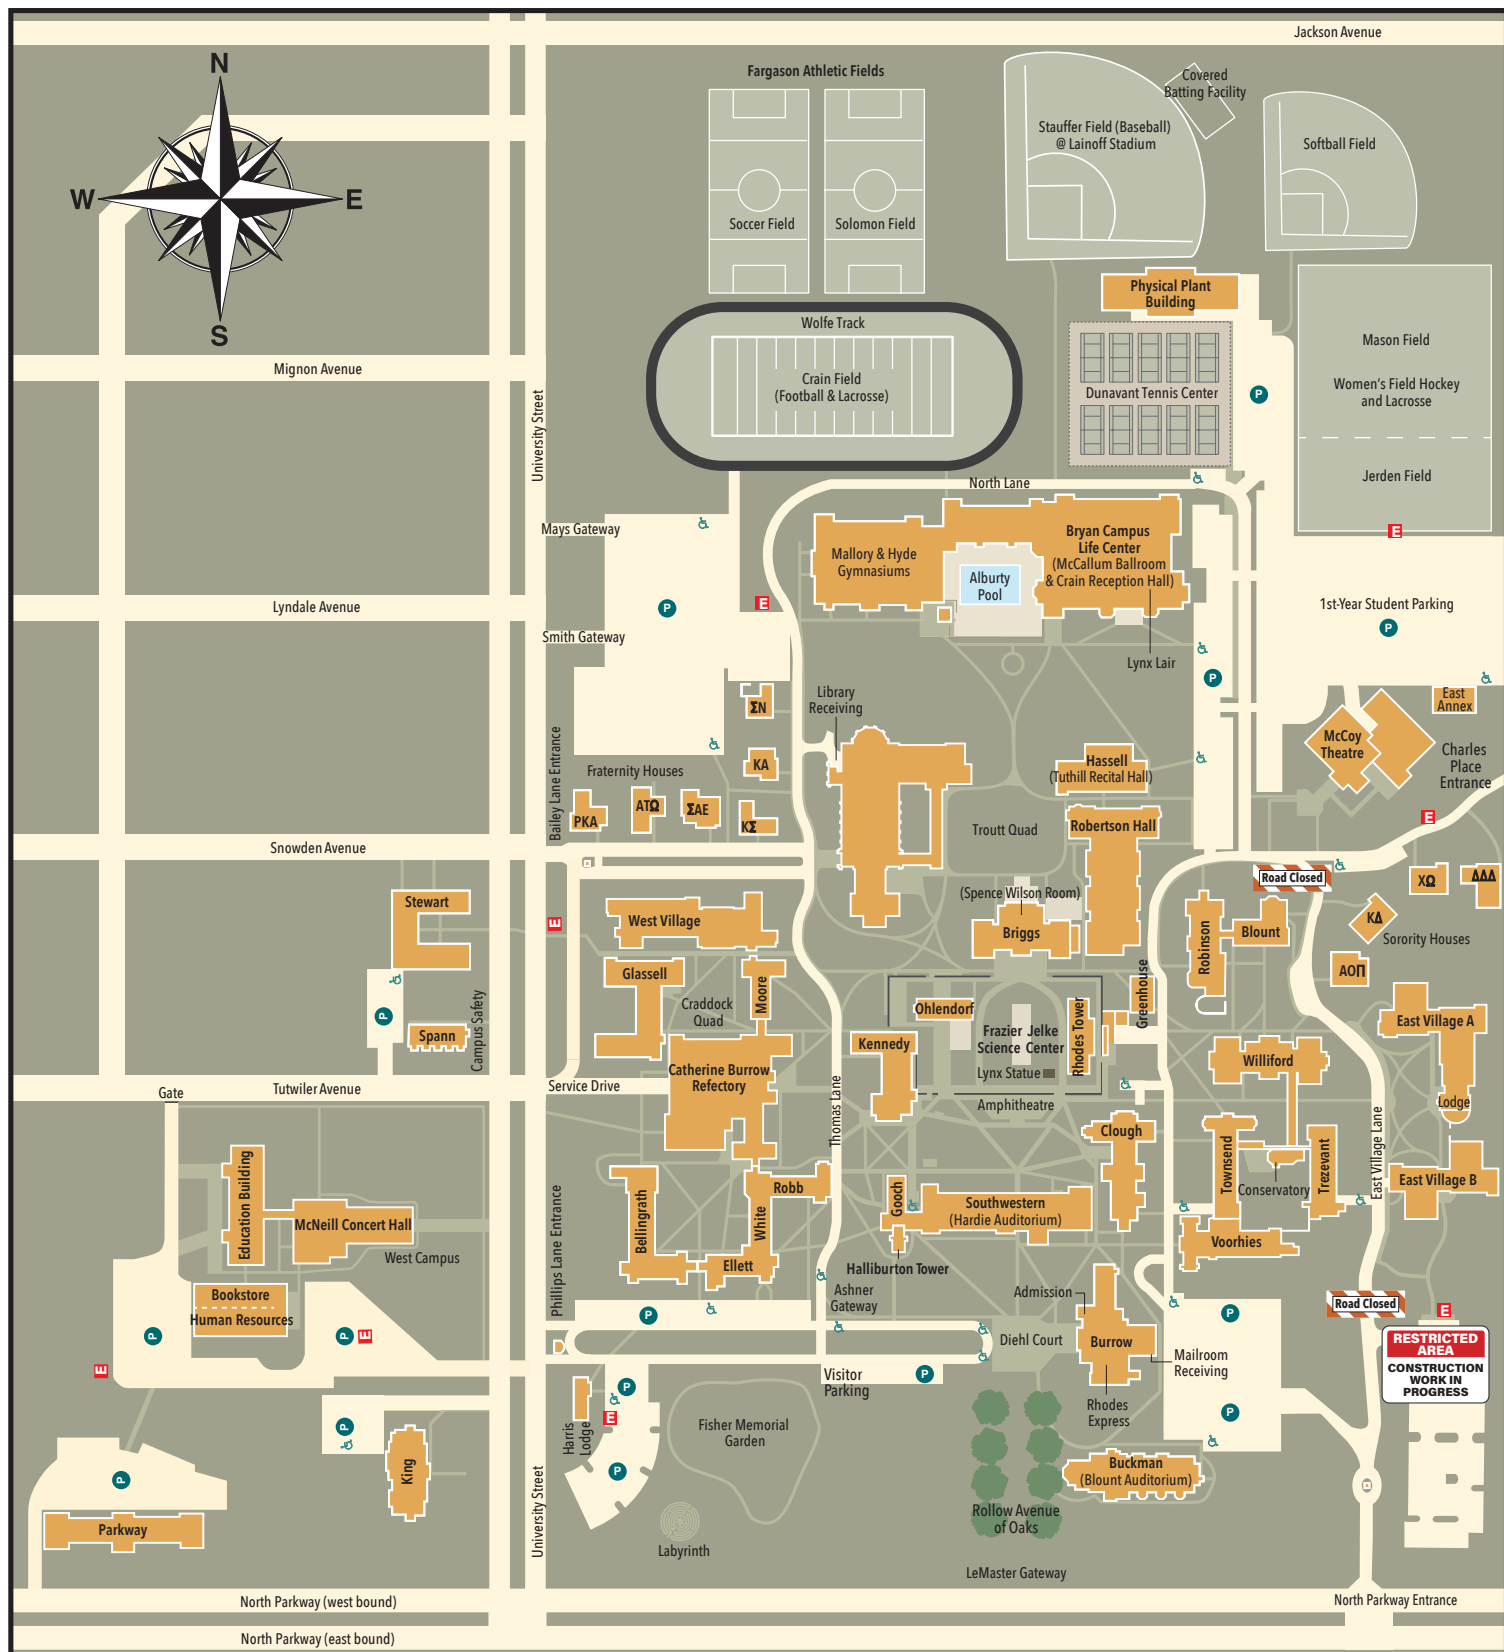 Jackson Avenue
N
W
E
S
Fargason Athletic Fields
Covered
Batting Facility
Stauffer Field (Baseball)
@ Lainoff Stadium
Softball Field
Soccer Field
Solomon Field
Physical Plant
Building
Wolfe Track
Crain Field
(Football & Lacrosse)
Dunavant Tennis Center
P
Mason Field
Women's Field Hockey
and Lacrosse
Jerden Field
Mignon Avenue
University Street
North Lane
Mays Gateway
E
Bryan Campus
Life Center
(McCallum Ballroom
& Crain Reception Hall)
Mallory & Hyde
Gymnasiums
Alburty
Pool
Lyndale Avenue
P
E
1st-Year Student Parking
P
Smith Gateway
Lynx Lair
P
Library
Receiving
ΣN
East
Annex
McCoy
Theatre
Charles
Place
Entrance
Bailey Lane Entrance
Fraternity Houses
KA
Hassell
(Tuthill Recital Hall)
PKA
ATΩ
ΣAE
KΣ
Troutt Quad
Robertson Hall
E
Snowden Avenue
Road Closed
XΩ
ΔΔΔ
(Spence Wilson Room)
Stewart
E
West Village
Briggs
Robinson
Blount
KΔ
Sorority Houses
Glassell
Moore
AOΠ
Craddock
Quad
Ohlendorf
Greenhouse
P
Spann
Campus Safety
Frazier Jelke
Science Center
Rhodes Tower
East Village A
Kennedy
Catherine Burrow
Refectory
Lynx Statue
Williford
Tutwiler Avenue
Service Drive
Gate
Thomas Lane
Amphitheatre
Lodge
Clough
East Village Lane
Education Building
McNeill Concert Hall
West Campus
Bellingrath
Robb
White
Ellett
Gooch
Southwestern
(Hardie Auditorium)
Townsend
Conservatory
Trezevant
East Village B
Voorhies
Phillips Lane Entrance
Halliburton Tower
Bookstore
Human Resources
Ashner
Gateway
Admission
P
P
P
E
E
Road Closed
E
P
Diehl Court
Burrow
Mailroom
Receiving
RESTRICTED
AREA
CONSTRUCTION
WORK IN
PROGRESS
Visitor
Parking
P
Rhodes
Express
P
P
E
P
Harris
Lodge
Fisher Memorial
Garden
P
King
P
Buckman
(Blount Auditorium)
Parkway
University Street
Labyrinth
Rollow Avenue
of Oaks
LeMaster Gateway
North Parkway (west bound)
North Parkway Entrance
North Parkway (east bound)